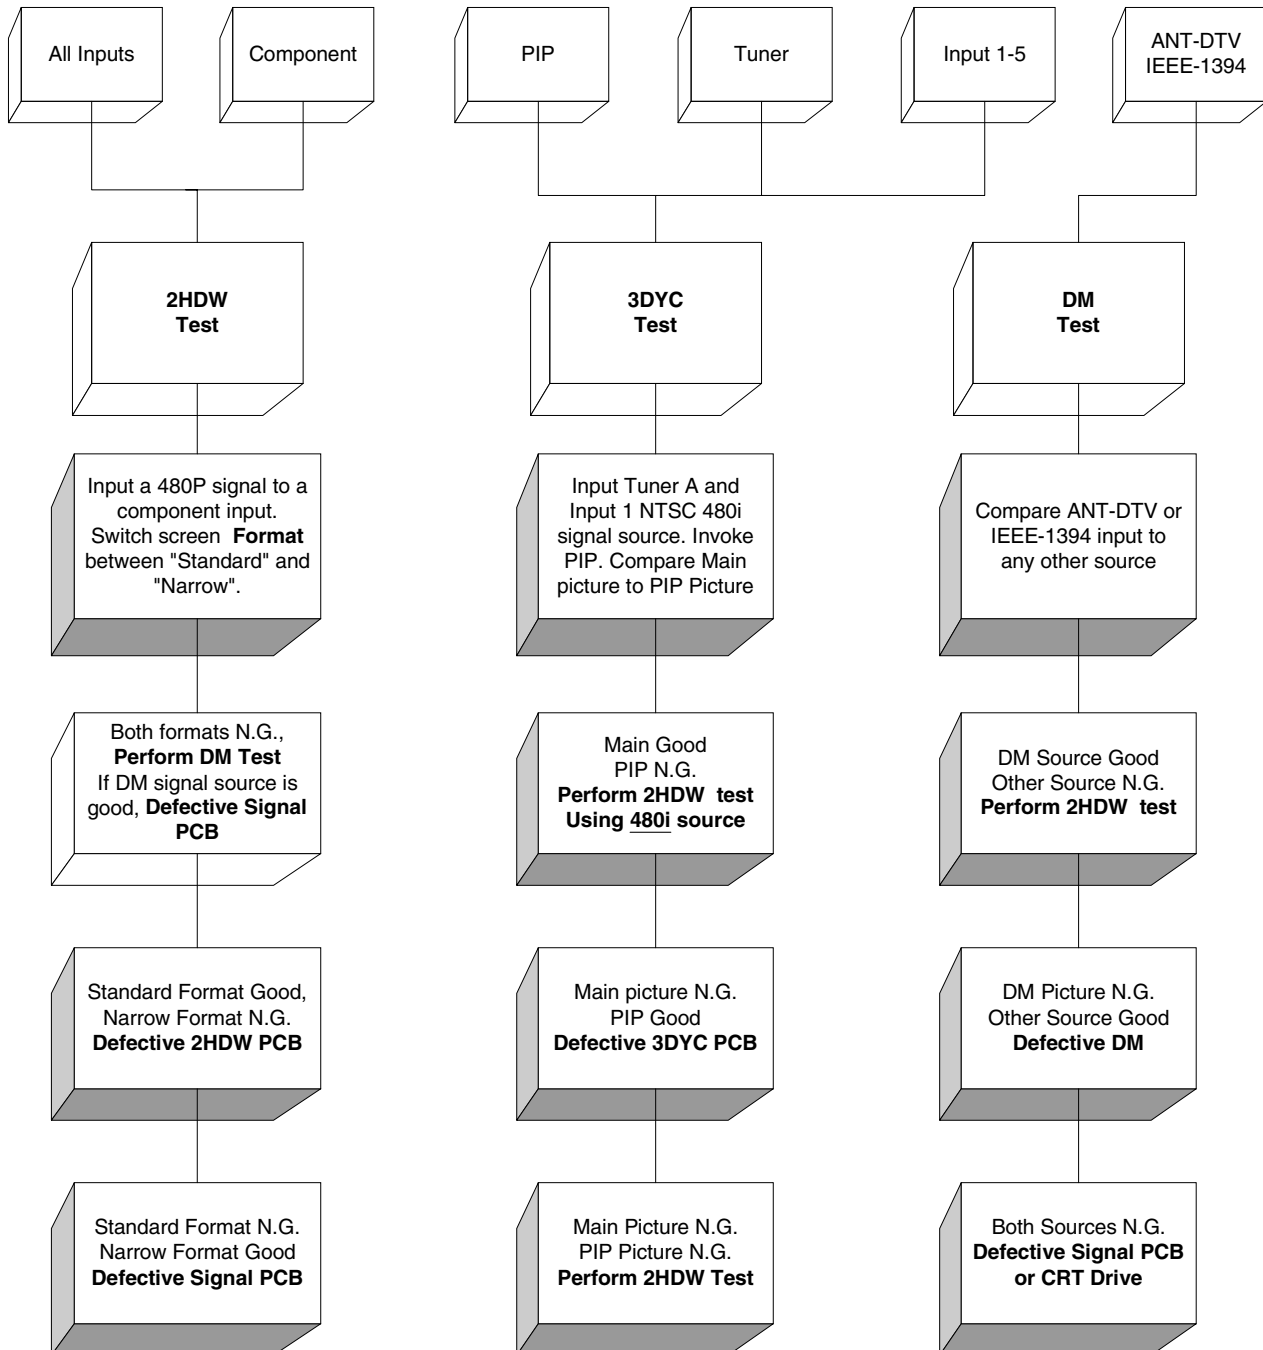 All Inputs
Component
PIP
Tuner
Input 1-5
ANT-DTV
IEEE-1394
2HDW
Test
3DYC
Test
DM
Test
Input a 480P signal to a
component input.
Switch screen Format
between "Standard" and
"Narrow".
Input Tuner A and
Input 1 NTSC 480i
signal source. Invoke
PIP. Compare Main
picture to PIP Picture
Compare ANT-DTV or
IEEE-1394 input to
any other source
Both formats N.G.,
Perform DM Test
If DM signal source is
good, Defective Signal
PCB
Main Good
PIP N.G.
Perform 2HDW test
Using 480i source
DM Source Good
Other Source N.G.
Perform 2HDW test
Standard Format Good,
Narrow Format N.G.
Defective 2HDW PCB
Main picture N.G.
PIP Good
Defective 3DYC PCB
DM Picture N.G.
Other Source Good
Defective DM
Standard Format N.G.
Narrow Format Good
Defective Signal PCB
Main Picture N.G.
PIP Picture N.G.
Perform 2HDW Test
Both Sources N.G.
Defective Signal PCB
or CRT Drive